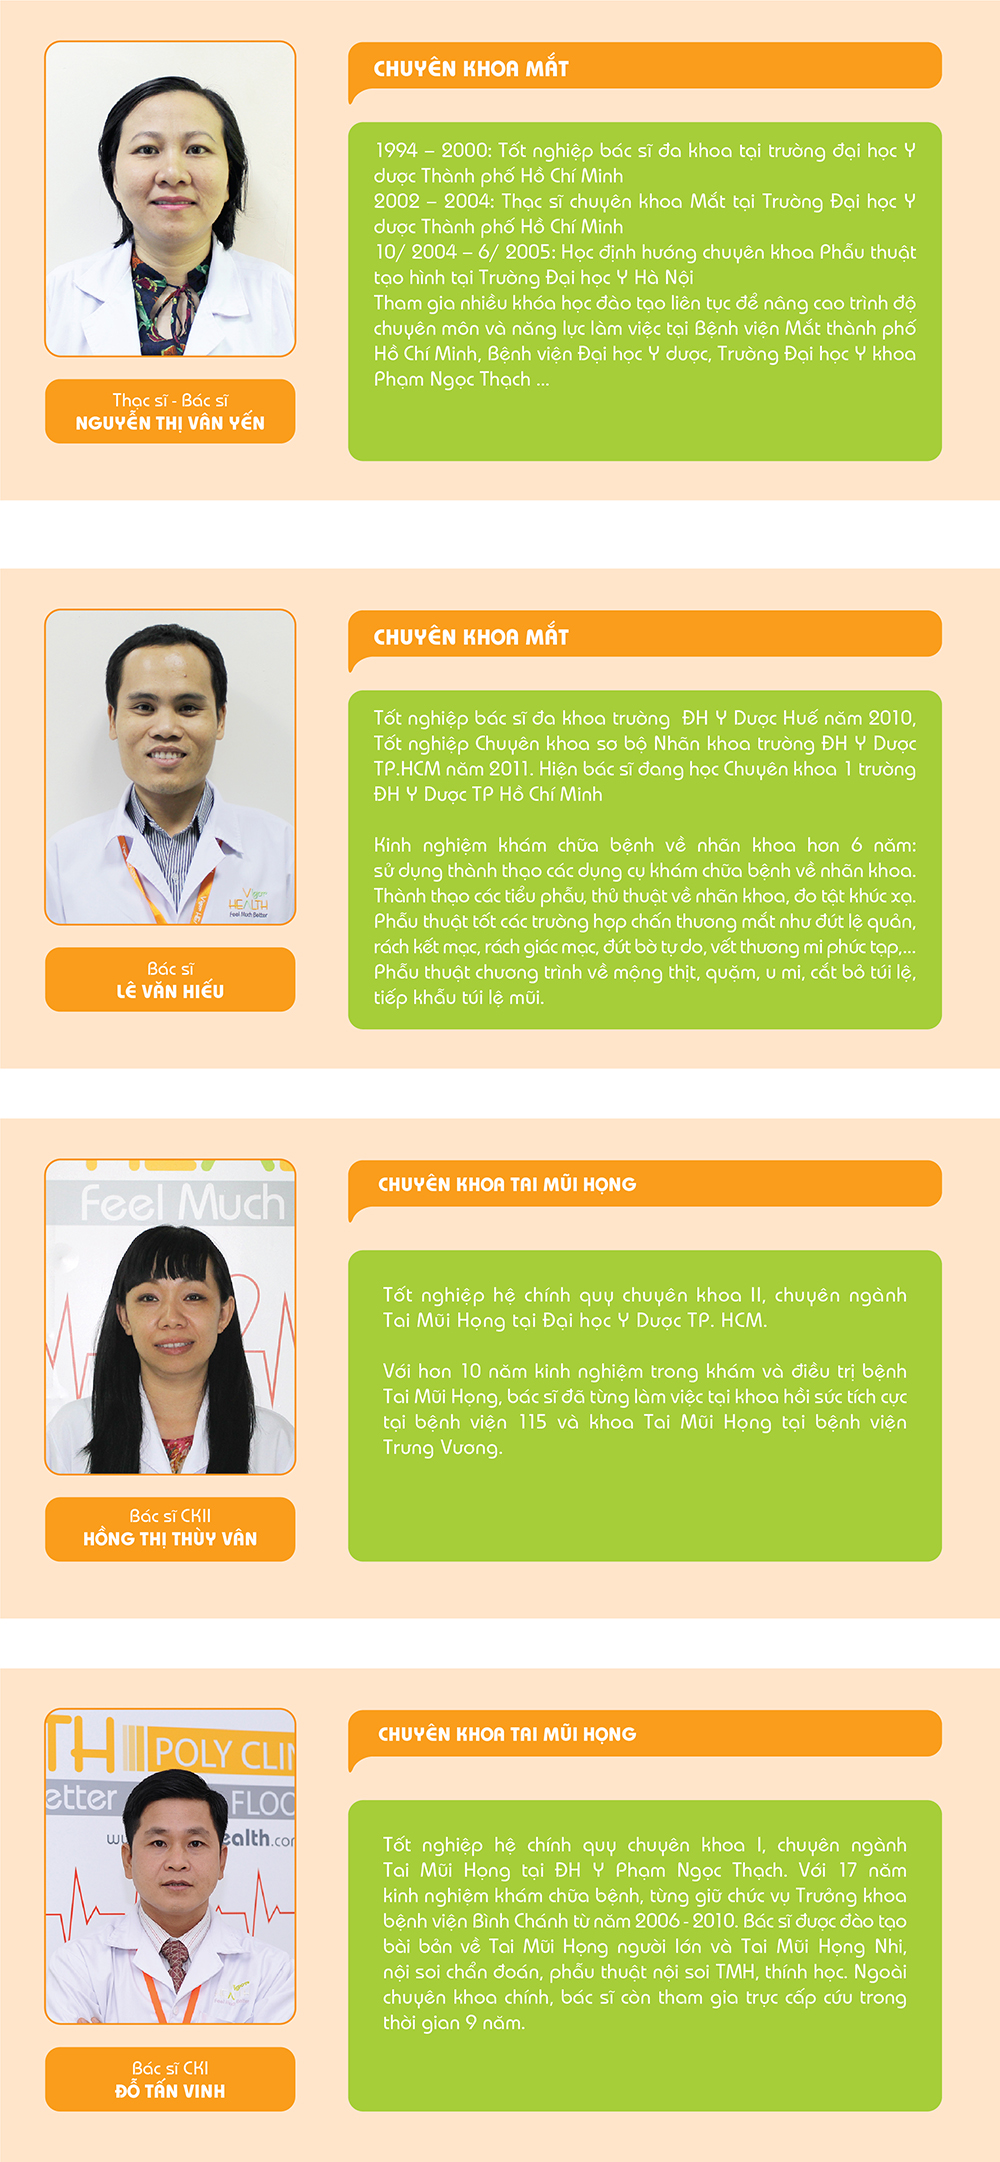 CHUYÊN KHOA MẮT
1994 – 2000: Tốt nghiệp bác sĩ đa khoa tại trường đại học Y
dược Thành phố Hồ Chí Minh
2002 – 2004: Thạc sĩ chuyên khoa Mắt tại Trường Đại học Y
dược Thành phố Hồ Chí Minh
10/ 2004 – 6/ 2005: Học định hướng chuyên khoa Phẫu thuật
tạo hình tại Trường Đại học Y Hà Nội
Tham gia nhiều khóa học đào tạo liên tục để nâng cao trình độ
chuyên môn và năng lực làm việc tại Bệnh viện Mắt thành phố
Hồ Chí Minh, Bệnh viện Đại học Y dược, Trường Đại học Y khoa
Phạm Ngọc Thạch ...
Thạc sĩ - Bác sĩ
NGUYỄN THỊ VÂN YẾN
CHUYÊN KHOA MẮT
Tốt nghiệp bác sĩ đa khoa trường ĐH Y Dược Huế năm 2010,
Tốt nghiệp Chuyên khoa sơ bộ Nhãn khoa trường ĐH Y Dược
TP.HCM năm 2011. Hiện bác sĩ đang học Chuyên khoa 1 trường
ĐH Y Dược TP Hồ Chí Minh
Kinh nghiệm khám chữa bệnh về nhãn khoa hơn 6 năm:
sử dụng thành thạo các dụng cụ khám chữa bệnh về nhãn khoa.
Thành thạo các tiểu phẫu, thủ thuật về nhãn khoa, đo tật khúc xạ.
Phẫu thuật tốt các trường hợp chấn thương mắt như đứt lệ quản,
rách kết mạc, rách giác mạc, đứt bờ tự do, vết thương mi phức tạp,...
Phẫu thuật chương trình về mộng thịt, quặm, u mi, cắt bỏ túi lệ,
tiếp khẩu túi lệ mũi.
HEALTH
Feel Much Better
Bác sĩ
LÊ VĂN HIẾU
Feel Much
CHUYÊN KHOA TAI MŨI HỌNG
Tốt nghiệp hệ chính quy chuyên khoa II, chuyên ngành
Tai Mũi Họng tại Đại học Y Dược TP. HCM.
Với hơn 10 năm kinh nghiệm trong khám và điều trị bệnh
Tai Mũi Họng, bác sĩ đã từng làm việc tại khoa hồi sức tích cực
tại bệnh viện 115 và khoa Tai Mũi Họng tại bệnh viện
Trưng Vương.
Bác sĩ CKII
HỒNG THỊ THÙY VÂN
TH POLY CLIN
etter FLOO
ealth.co
CHUYÊN KHOA TAI MŨI HỌNG
Tốt nghiệp hệ chính quy chuyên khoa I, chuyên ngành
Tai Mũi Họng tại ĐH Y Phạm Ngọc Thạch. Với 17 năm
kinh nghiệm khám chữa bệnh, từng giữ chức vụ Trưởng khoa
bệnh viện Bình Chánh từ năm 2006 - 2010. Bác sĩ được đào tạo
bài bản về Tai Mũi Họng người lớn và Tai Mũi Họng Nhi,
nội soi chẩn đoán, phẫu thuật nội soi TMH, thính học. Ngoài
chuyên khoa chính, bác sĩ còn tham gia trực cấp cứu trong
thời gian 9 năm.
Bác sĩ CKI
ĐỖ TẤN VINH